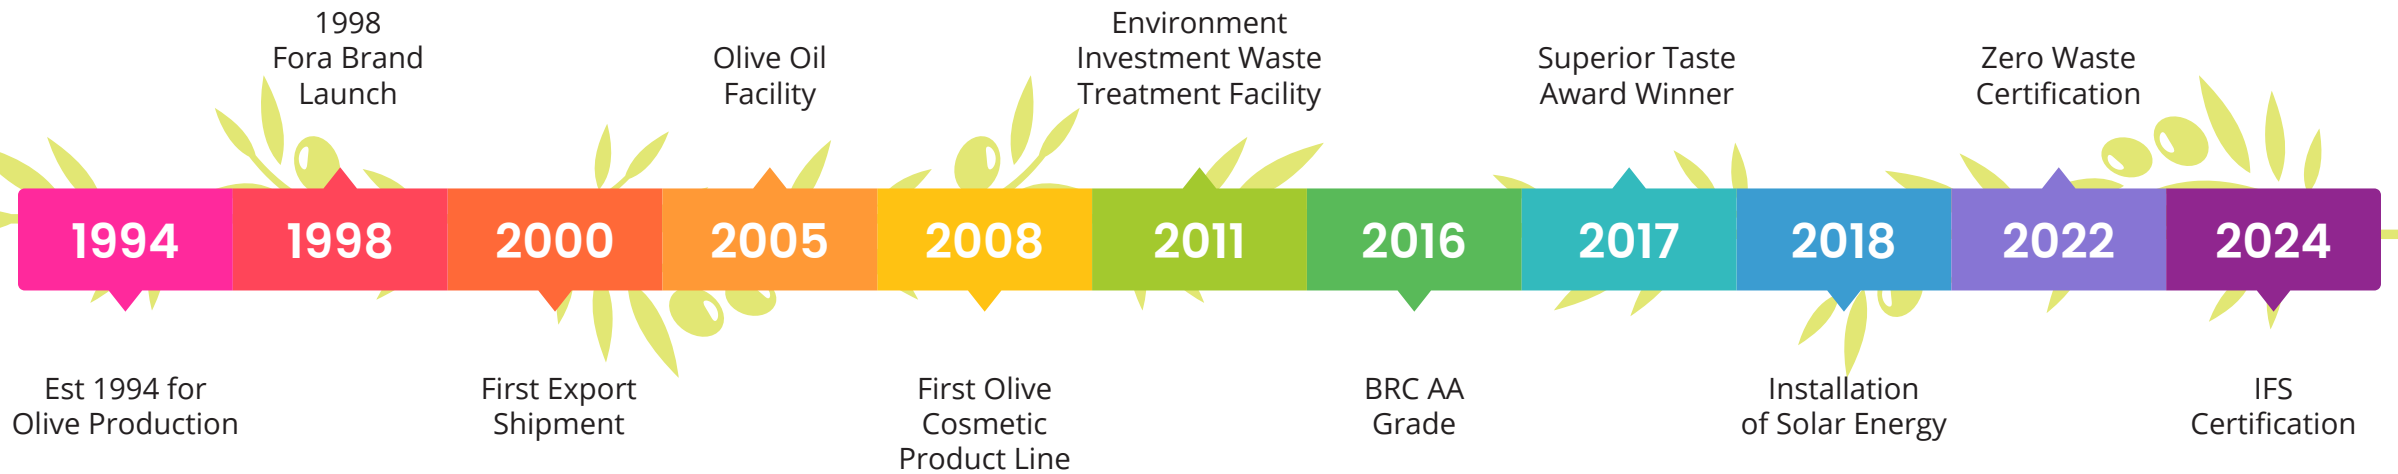 1998
Fora Brand
Launch
Olive Oil
Facility
Environment
Investment Waste
Treatment Facility
Superior Taste
Award Winner
Zero Waste
Certification
1994
1998
2000
2005
2008
2011
2016
2017
2018
2022
2024
Est 1994 for
Olive Production
First Export
Shipment
First Olive
Cosmetic
Product Line
BRC AA
Grade
Installation
of Solar Energy
IFS
Certification